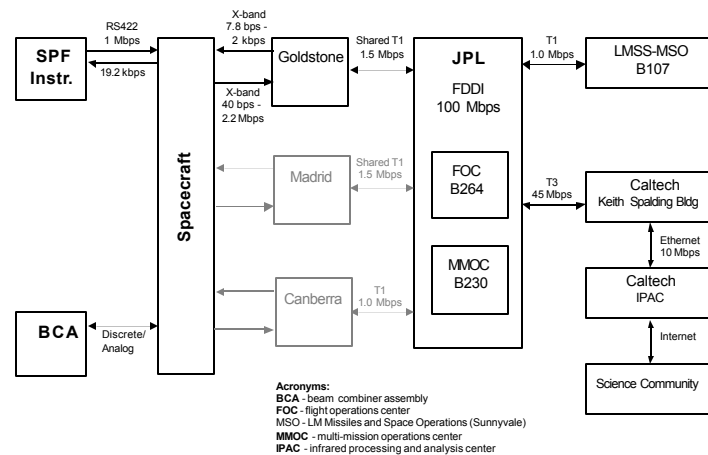 SPF
Instr.
RS422
1 Mbps
19.2 kbps
X-band
7.8 bps -
2 kbps
X-band
40 bps -
2.2 Mbps
Spacecraft
BCA
Discrete/
Analog
Goldstone
Shared T1
1.5 Mbps
Madrid
Shared T1
1.5 Mbps
Canberra
T1
1.0 Mbps
JPL
FDDI
100 Mbps
FOC
B264
MMOC
B230
T1
1.0 Mbps
LMSS-MSO
B107
T3
45 Mbps
Caltech
Keith Spalding Bldg
Ethernet
10 Mbps
Caltech
IPAC
Internet
Science Community
Acronyms:
BCA - beam combiner assembly
FOC - flight operations center
MSO - LM Missiles and Space Operations (Sunnyvale)
MMOC - multi-mission operations center
IPAC - infrared processing and analysis center